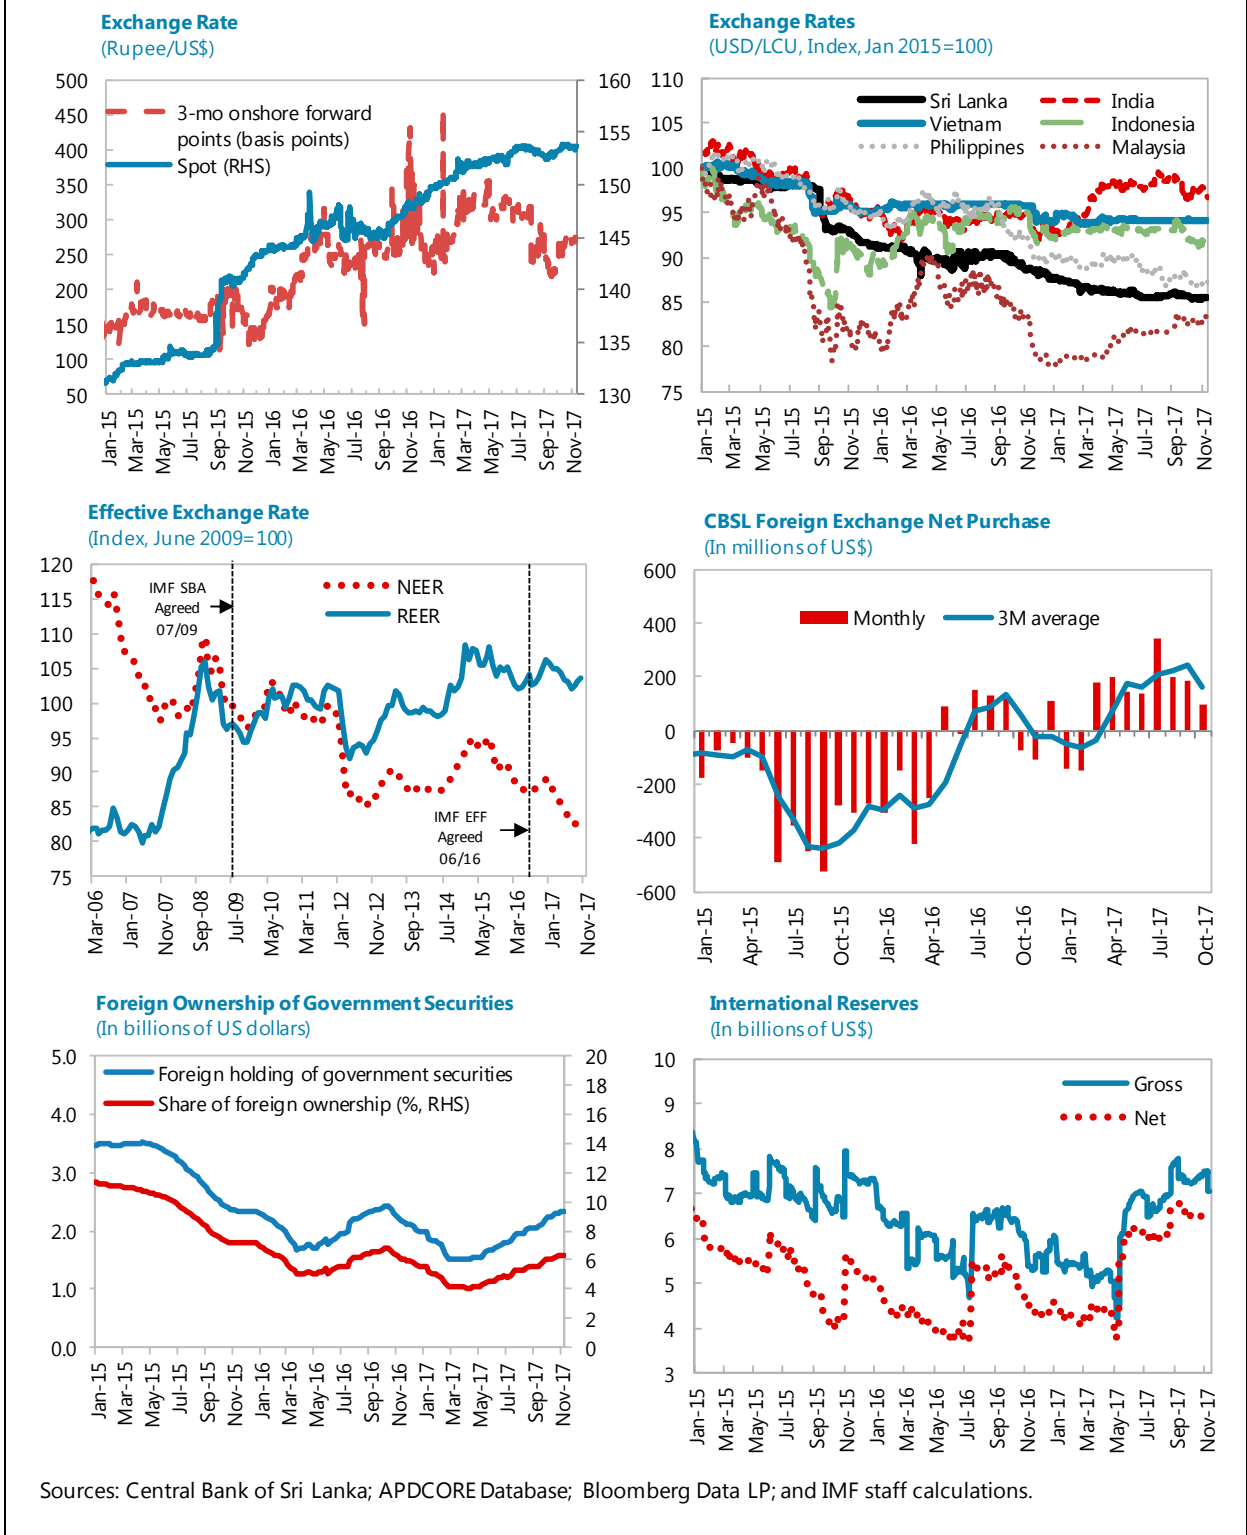 Exchange Rate
(Rupee/US$)
500
450
400
350
300
250
200
150
100
50
160
155
150
145
140
135
130
3-mo onshore forward
points (basis points)
Spot (RHS)
Jan-15
Mar-15
May-15
Jul-15
Sep-15
Nov-15
Jan-16
Mar-16
May-16
Jul-16
Sep-16
Nov-16
Jan-17
Mar-17
May-17
Jul-17
Sep-17
Nov-17
Exchange Rates
(USD/LCU, Index, Jan 2015=100)
110
105
100
95
90
85
80
75
Sri Lanka
India
Vietnam
Indonesia
Philippines
Malaysia
Jan-15
Mar-15
May-15
Jul-15
Sep-15
Nov-15
Jan-16
Mar-16
May-16
Jul-16
Sep-16
Nov-16
Jan-17
Mar-17
May-17
Jul-17
Sep-17
Nov-17
Effective Exchange Rate
(Index, June 2009=100)
120
115
110
105
100
95
90
85
80
75
IMF SBA
Agreed
07/09
NEER
REER
IMF EFF
Agreed
06/16
Mar-06
Jan-07
Nov-07
Sep-08
Jul-09
May-10
Mar-11
Jan-12
Nov-12
Sep-13
Jul-14
May-15
Mar-16
Jan-17
Nov-17
CBSL Foreign Exchange Net Purchase
(In millions of US$)
600
400
200
0
-200
-400
-600
Monthly
3M average
Jan-15
Apr-15
Jul-15
Oct-15
Jan-16
Apr-16
Jul-16
Oct-16
Jan-17
Apr-17
Jul-17
Oct-17
Foreign Ownership of Government Securities
(In billions of US dollars)
5.0
4.0
3.0
2.0
1.0
0.0
20
18
16
14
12
10
8
6
4
2
0
Foreign holding of government securities
Share of foreign ownership (%, RHS)
Jan-15
Mar-15
May-15
Jul-15
Sep-15
Nov-15
Jan-16
Mar-16
May-16
Jul-16
Sep-16
Nov-16
Jan-17
Mar-17
May-17
Jul-17
Sep-17
Nov-17
International Reserves
(In billions of US$)
10
9
8
7
6
5
4
3
Gross
Net
Jan-15
Mar-15
May-15
Jul-15
Sep-15
Nov-15
Jan-16
Mar-16
May-16
Jul-16
Sep-16
Nov-16
Jan-17
Mar-17
May-17
Jul-17
Sep-17
Nov-17
Sources: Central Bank of Sri Lanka; APDCORE Database; Bloomberg Data LP; and IMF staff calculations.